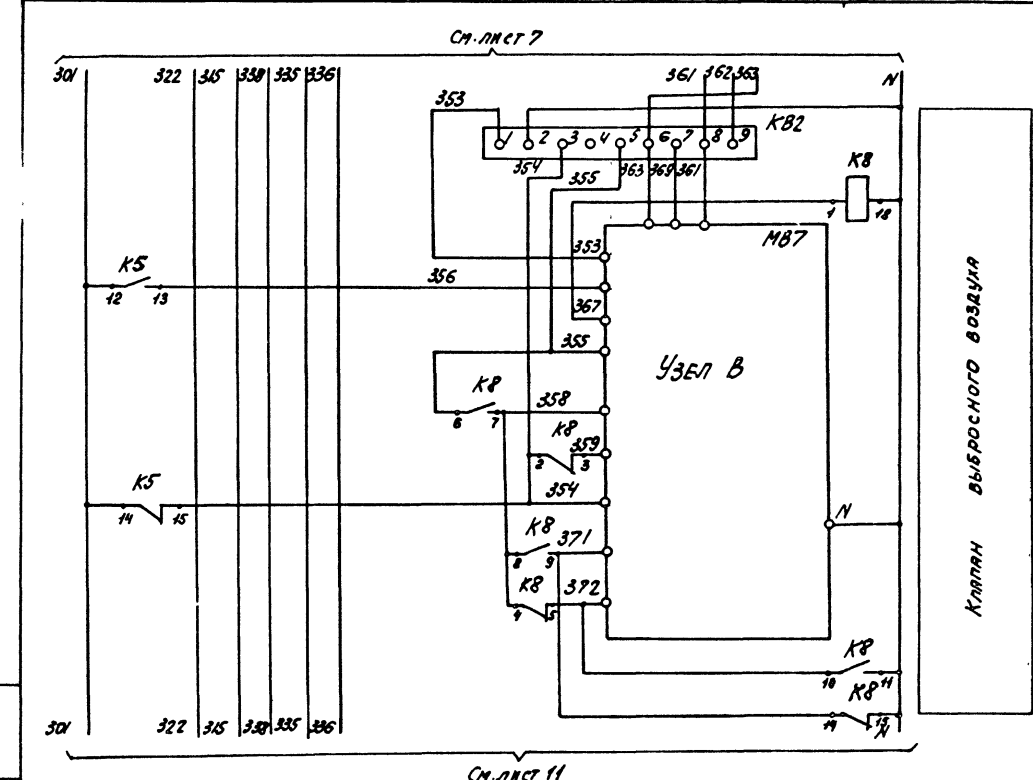 См.лист 7
301 322 315 338 335 336 361 362 363 N
353
КВ2
1 2 3 4 5 6 7 8 9
354 363 369 361
355
К8
1 18
МВ7
353
К5
356
12 13
367
355
Узел В
К8
358
6 7
К8
359
2 3
К5
354
14 15
N
К8
371
8 9
К8
372
4 5
К8
10 11
К8
14 15
N
301 322 315 338 335 336
См.лист 11
Клапан выбросного воздуха